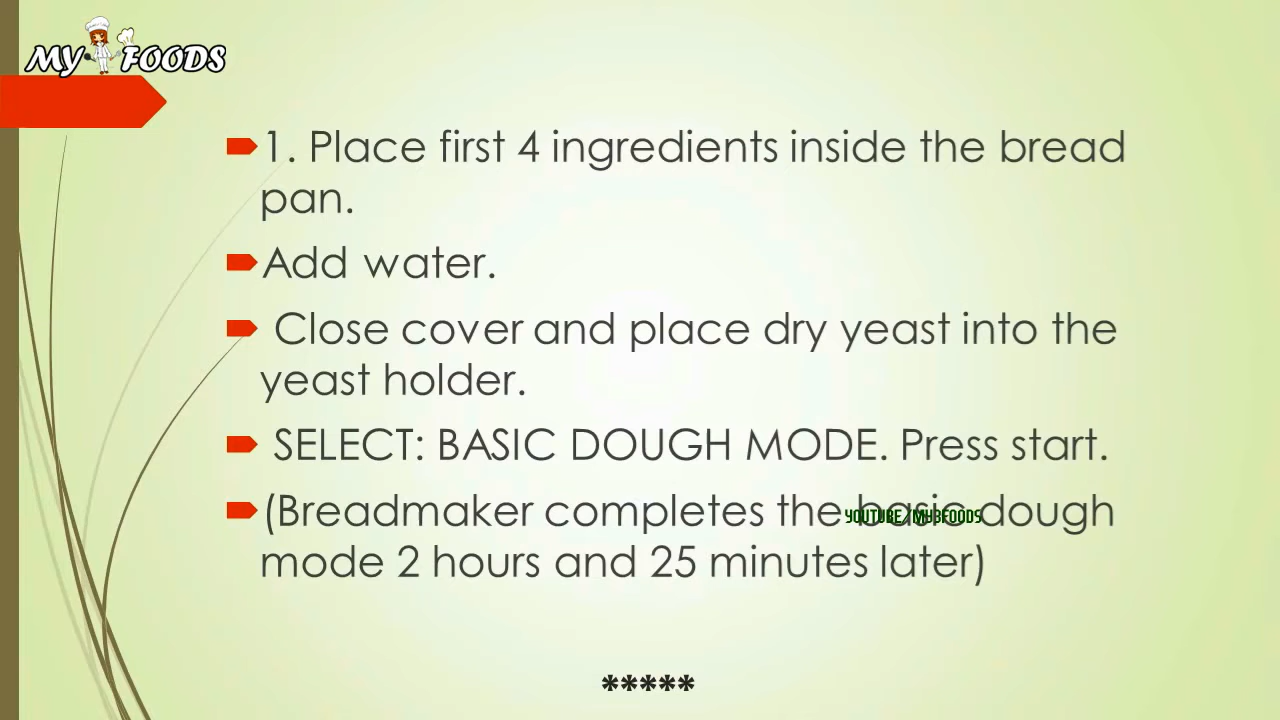 MY FOODS
1. Place first 4 ingredients inside the bread
pan.
Add water.
Close cover and place dry yeast into the
yeast holder.
SELECT: BASIC DOUGH MODE. Press start.
(Breadmaker completes the basic dough
YOUTUBE/MYBFOODS
mode 2 hours and 25 minutes later)
*****